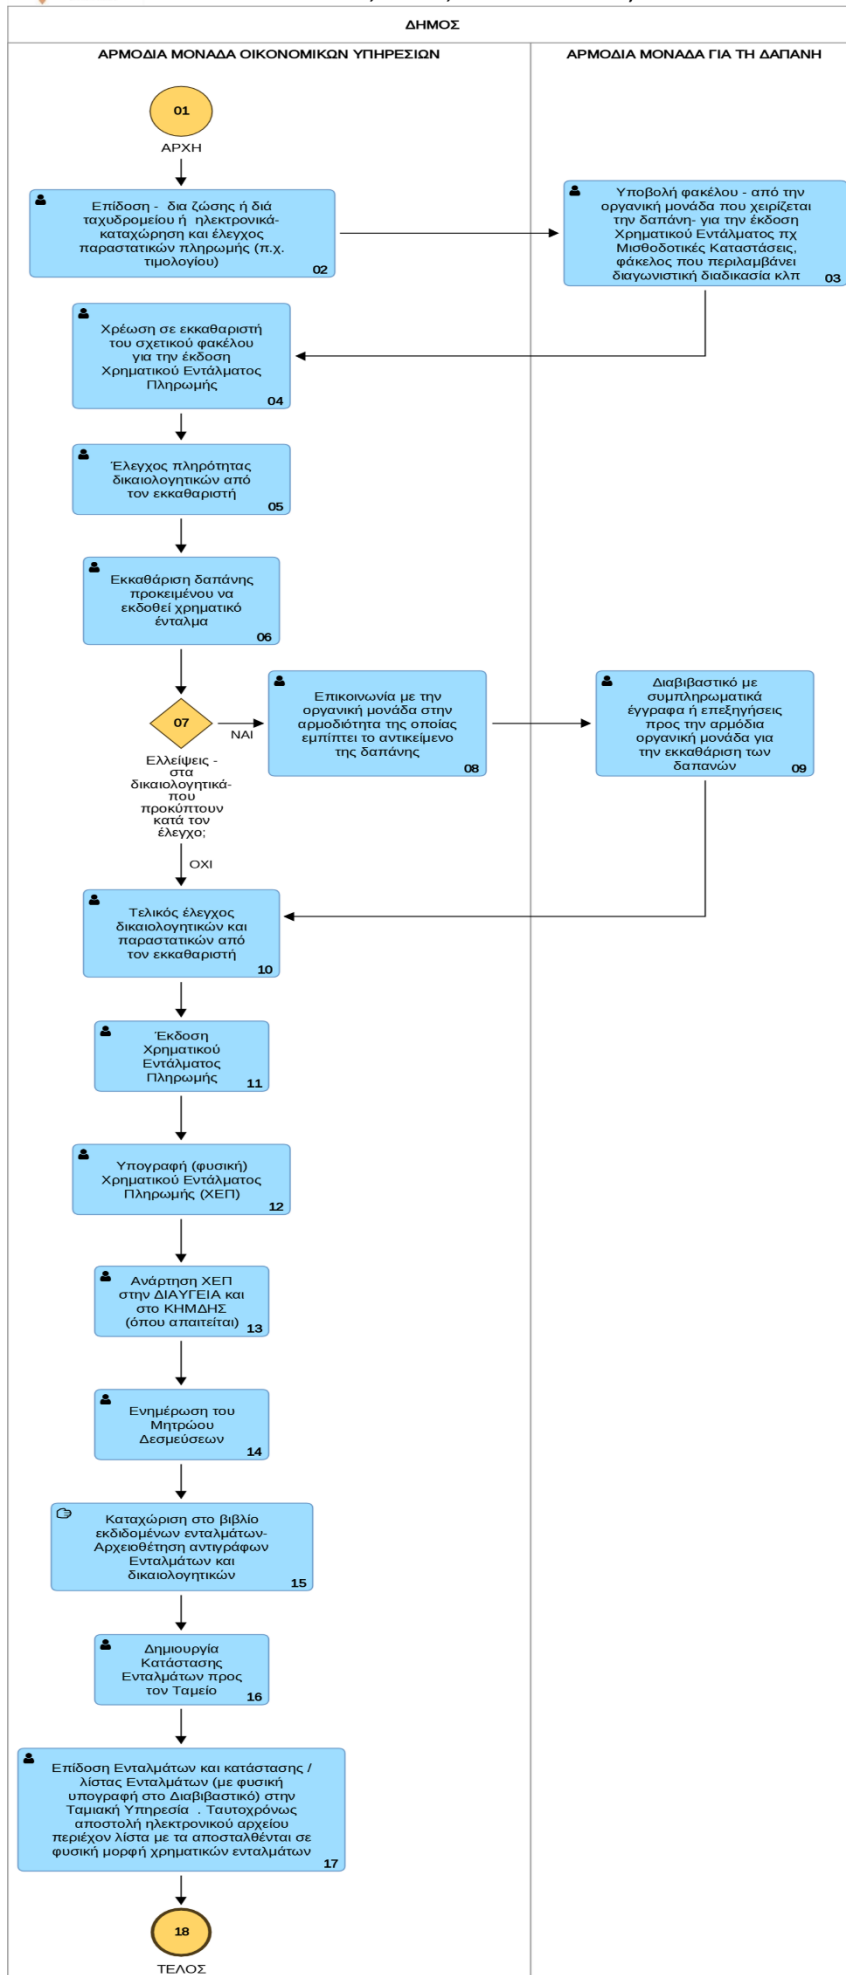 ΔΗΜΟΣ
ΑΡΜΟΔΙΑ ΜΟΝΑΔΑ ΟΙΚΟΝΟΜΙΚΩΝ ΥΠΗΡΕΣΙΩΝ
ΑΡΜΟΔΙΑ ΜΟΝΑΔΑ ΓΙΑ ΤΗ ΔΑΠΑΝΗ
01
ΑΡΧΗ
Επίδοση - δια ζώσης ή διά
ταχυδρομείου ή ηλεκτρονικά-
καταχώρηση και έλεγχος
παραστατικών πληρωμής (π.χ.
τιμολογίου)
02
Υποβολή φακέλου - από την
οργανική μονάδα που χειρίζεται
την δαπάνη- για την έκδοση
Χρηματικού Εντάλματος πχ
Μισθοδοτικές Καταστάσεις,
φάκελος που περιλαμβάνει
διαγωνιστική διαδικασία κλπ
03
Χρέωση σε εκκαθαριστή
του σχετικού φακέλου
για την έκδοση
Χρηματικού Εντάλματος
Πληρωμής
04
Έλεγχος πληρότητας
δικαιολογητικών από
τον εκκαθαριστή
05
Εκκαθάριση δαπάνης
προκειμένου να
εκδοθεί χρηματικό
ένταλμα
06
07
ΝΑΙ
Ελλείψεις -
στα
δικαιολογητικά-
που
προκύπτουν
κατά τον
έλεγχο;
ΟΧΙ
Επικοινωνία με την
οργανική μονάδα στην
αρμοδιότητα της οποίας
εμπίπτει το αντικείμενο
της δαπάνης
08
Διαβιβαστικό με
συμπληρωματικά
έγγραφα ή επεξηγήσεις
προς την αρμόδια
οργανική μονάδα για
την εκκαθάριση των
δαπανών
09
Τελικός έλεγχος
δικαιολογητικών και
παραστατικών από
τον εκκαθαριστή
10
Έκδοση
Χρηματικού
Εντάλματος
Πληρωμής
11
Υπογραφή (φυσική)
Χρηματικού Εντάλματος
Πληρωμής (ΧΕΠ)
12
Ανάρτηση ΧΕΠ
στην ΔΙΑΥΓΕΙΑ και
στο ΚΗΜΔΗΣ
(όπου απαιτείται)
13
Ενημέρωση του
Μητρώου
Δεσμεύσεων
14
Καταχώριση στο βιβλίο
εκδιδομένων ενταλμάτων-
Αρχειοθέτηση αντιγράφων
Ενταλμάτων και
δικαιολογητικών
15
Δημιουργία
Κατάστασης
Ενταλμάτων προς
τον Ταμείο
16
Επίδοση Ενταλμάτων και κατάστασης /
λίστας Ενταλμάτων (με φυσική
υπογραφή στο Διαβιβαστικό) στην
Ταμιακή Υπηρεσία . Ταυτοχρόνως
αποστολή ηλεκτρονικού αρχείου
περιέχον λίστα με τα αποσταλθένται σε
φυσική μορφή χρηματικών ενταλμάτων
17
18
ΤΕΛΟΣ